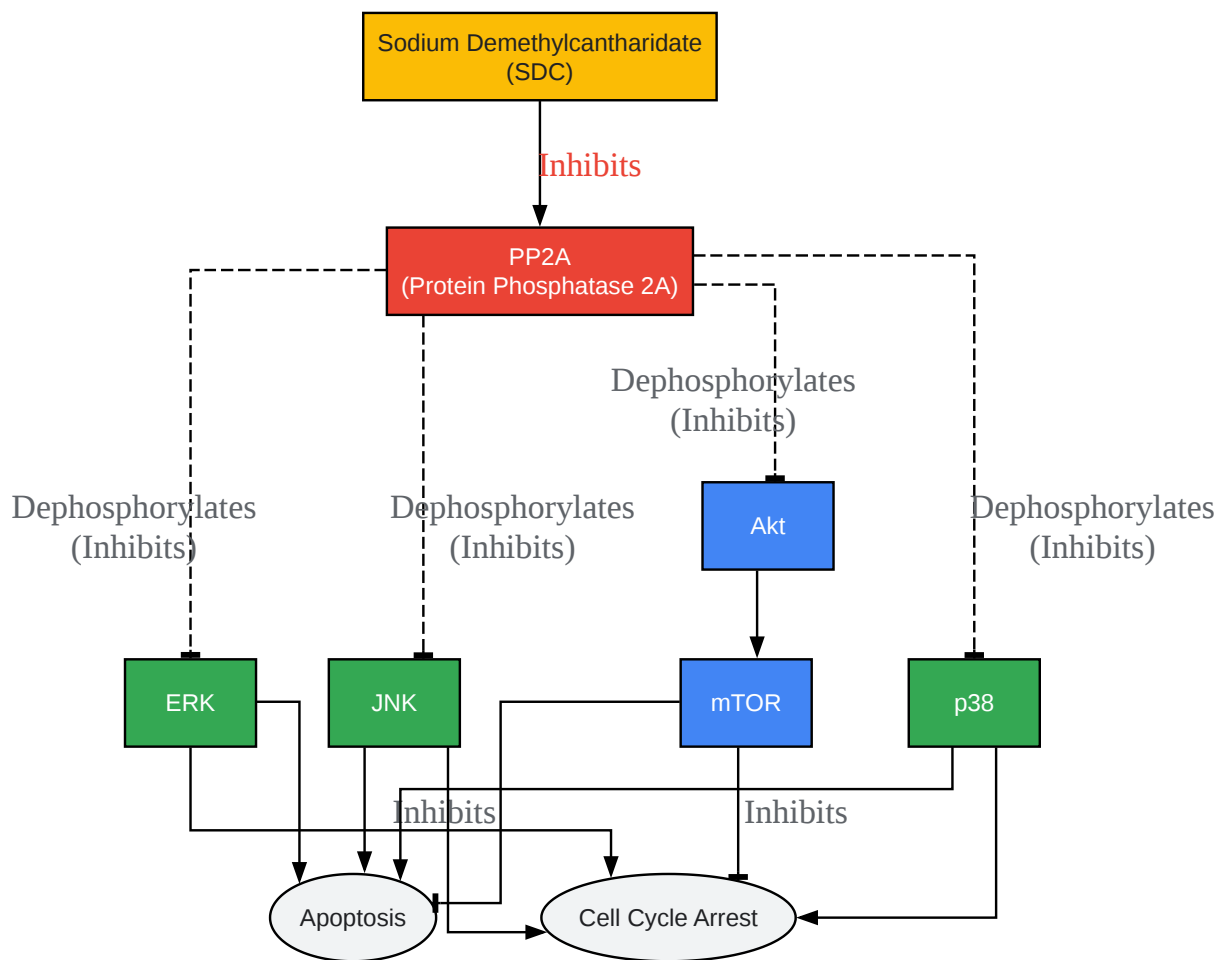 Sodium Demethylcantharidate
(SDC)
Inhibits
PP2A
(Protein Phosphatase 2A)
Dephosphorylates
(Inhibits)
Dephosphorylates
(Inhibits)
Dephosphorylates
(Inhibits)
Dephosphorylates
(Inhibits)
Akt
ERK
JNK
mTOR
p38
Inhibits
Inhibits
Apoptosis
Cell Cycle Arrest